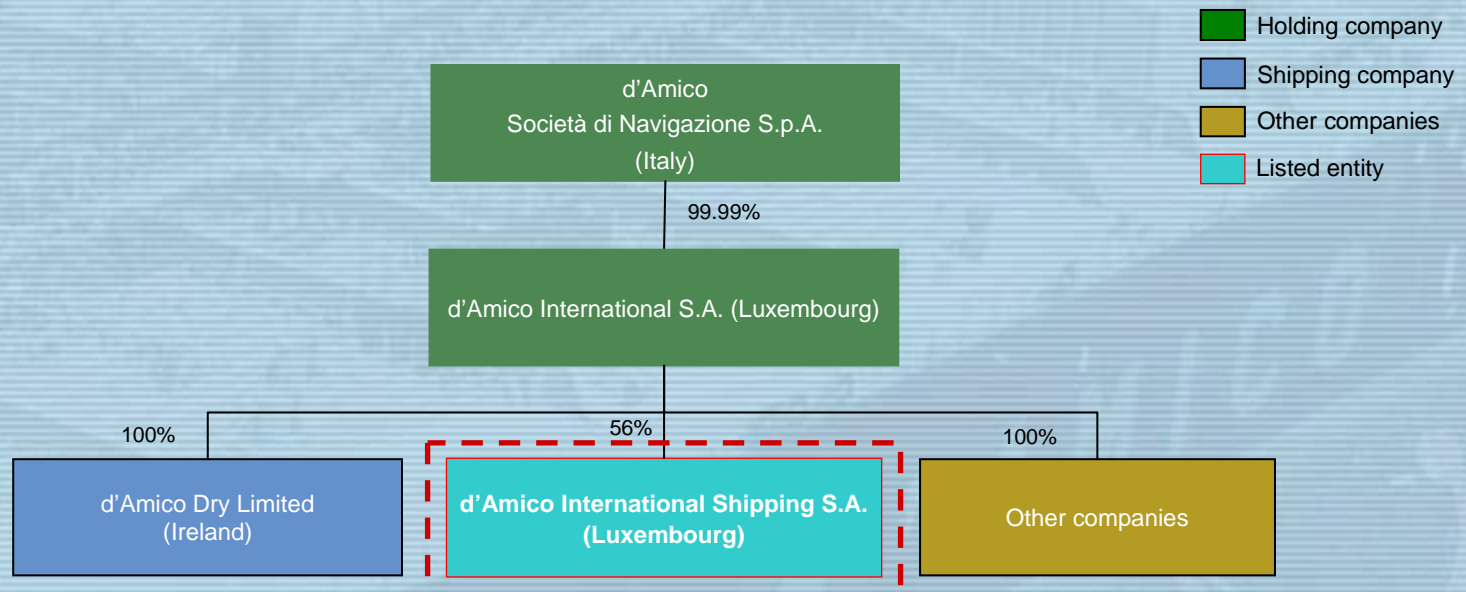 Holding company
Shipping company
Other companies
Listed entity
d’Amico
Società di Navigazione S.p.A.
(Italy)
99.99%
d’Amico International S.A. (Luxembourg)
100%
56%
100%
d’Amico Dry Limited
(Ireland)
d’Amico International Shipping S.A.
(Luxembourg)
Other companies